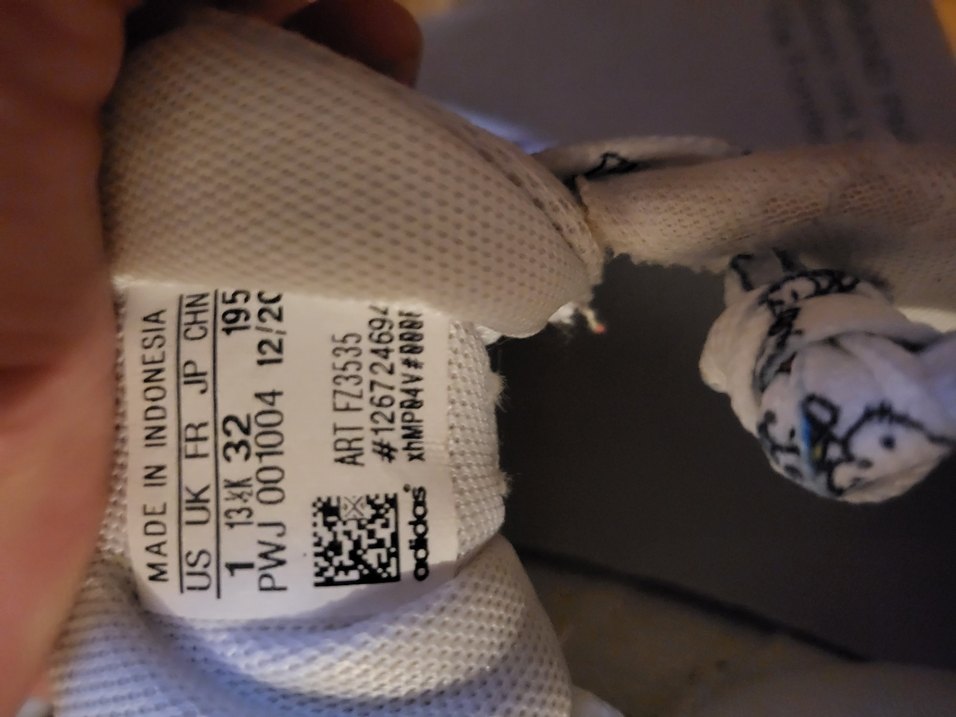 MADE IN INDONESIA
US UK FR JP CHN
1 13½K 32 195
PWJ 001004 12/20
ART FZ3535
#126724694
adidas®